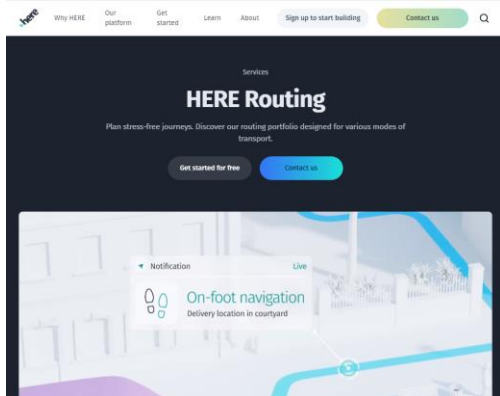 here
Why HERE
Our
platform
Get
started
Learn
About
Sign up to start building
Contact us
Services
HERE Routing
Plan stress-free journeys. Discover our routing portfolio designed for various modes of
transport.
Get started for free
Contact us
Notification
Live
On-foot navigation
Delivery location in courtyard